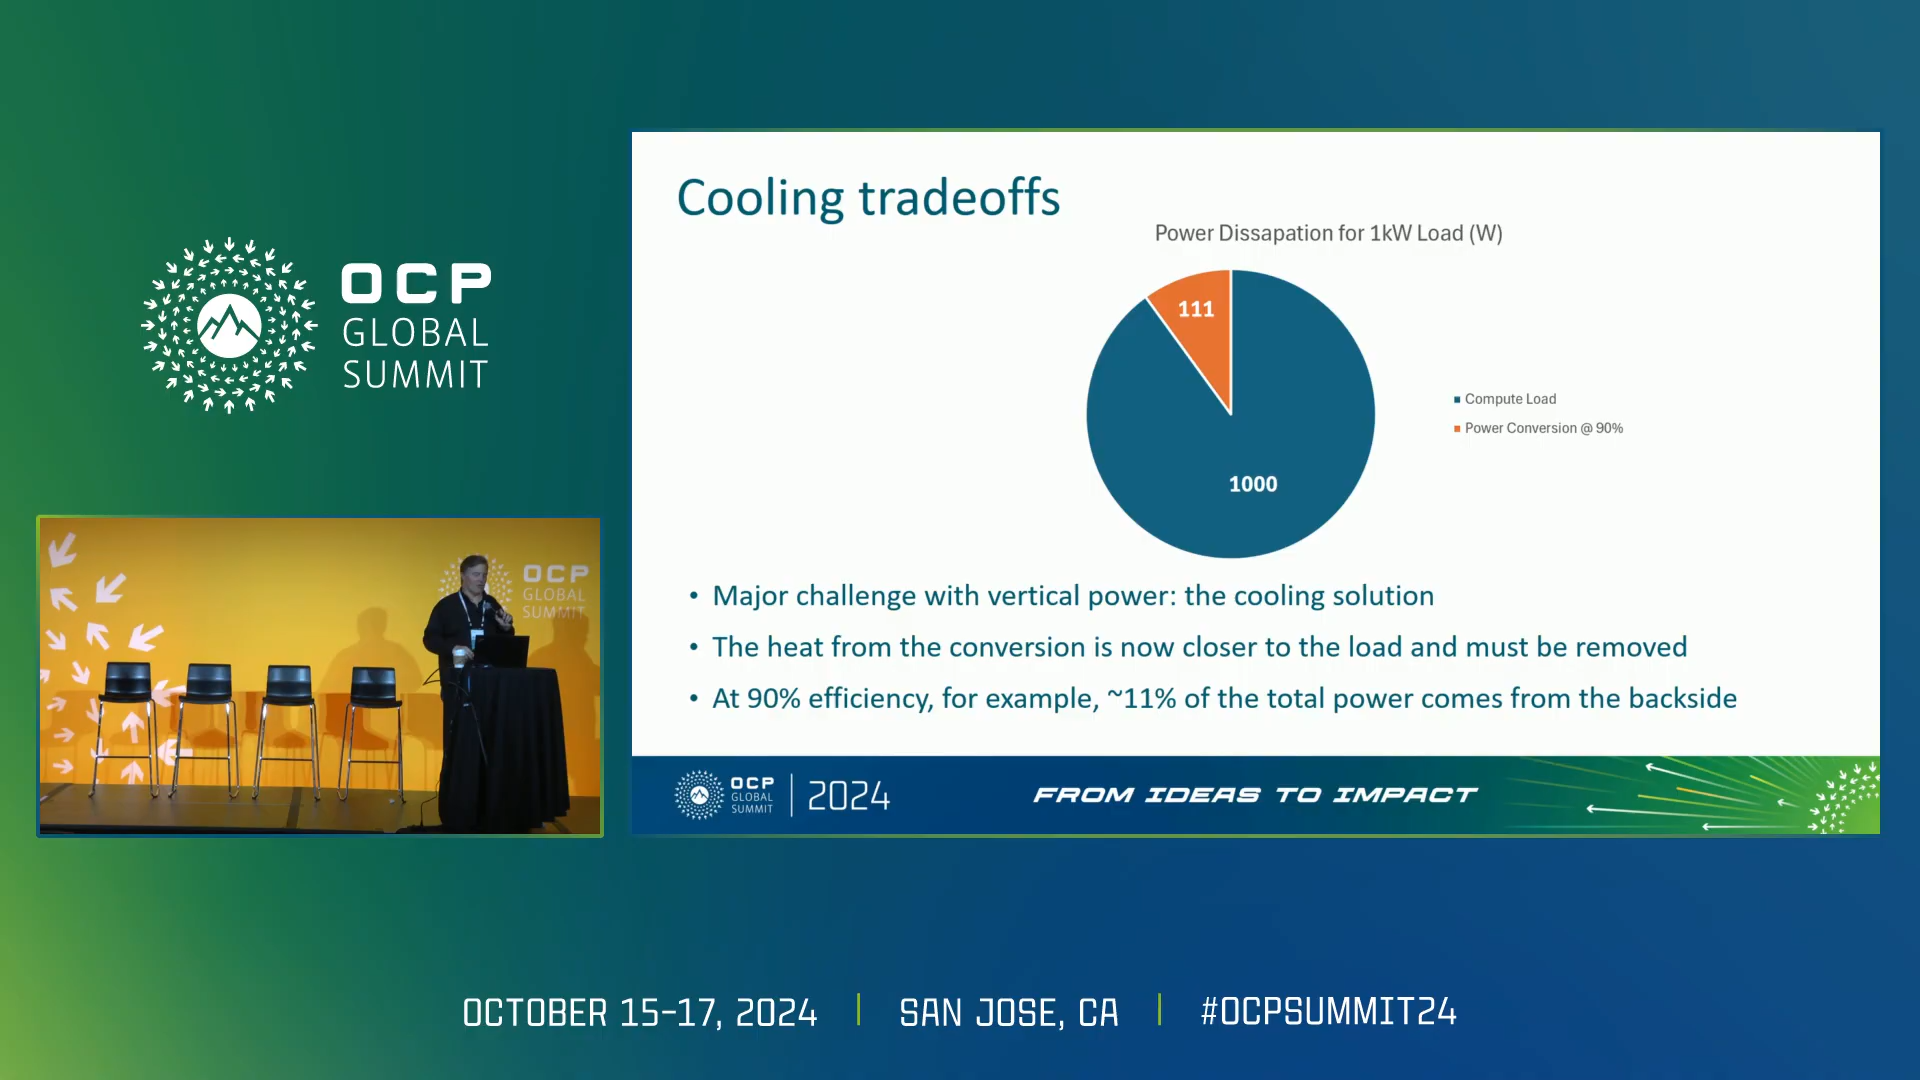 OCP
GLOBAL
SUMMIT
Cooling tradeoffs
Power Dissapation for 1kW Load (W)
111
1000
Compute Load
Power Conversion @ 90%
• Major challenge with vertical power: the cooling solution
• The heat from the conversion is now closer to the load and must be removed
• At 90% efficiency, for example, ~11% of the total power comes from the backside
OCP
GLOBAL
SUMMIT
OCP
GLOBAL
SUMMIT
2024
FROM IDEAS TO IMPACT
OCTOBER 15-17, 2024
SAN JOSE, CA
#OCPSUMMIT24